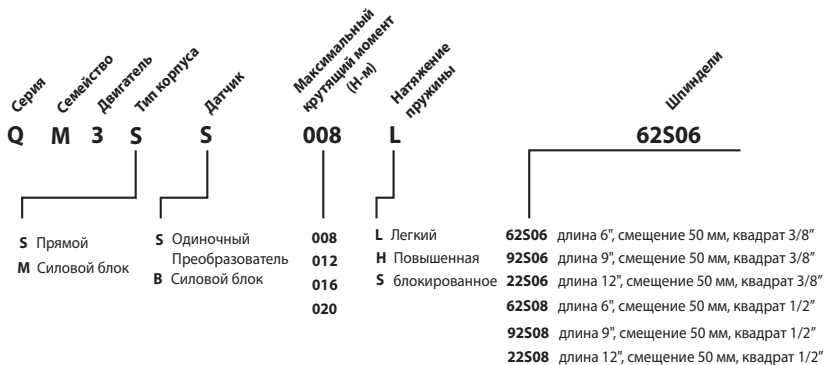 Серия
Семейство
Двигатель
Тип корпуса
Датчик
Максимальный
крутящий момент
(Н-м)
Натяжение
пружины
Шпиндели
Q M 3 S S 008 L 62S06
S Прямой
M Силовой блок
S Одиночный
Преобразователь
B Силовой блок
008
012
016
020
L Легкий
H Повышенная
S блокированное
62S06 длина 6", смещение 50 мм, квадрат 3/8”
92S06 длина 9", смещение 50 мм, квадрат 3/8”
22S06 длина 12", смещение 50 мм, квадрат 3/8”
62S08 длина 6", смещение 50 мм, квадрат 1/2”
92S08 длина 9", смещение 50 мм, квадрат 1/2”
22S08 длина 12", смещение 50 мм, квадрат 1/2”